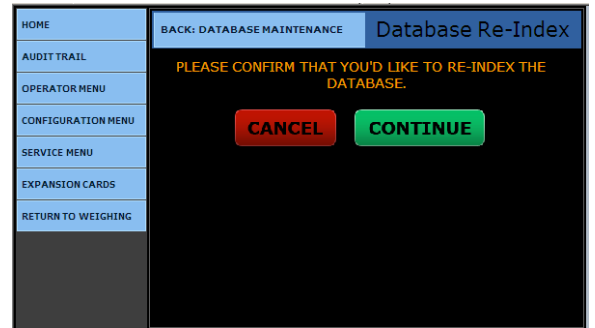 HOME
AUDIT TRAIL
OPERATOR MENU
CONFIGURATION MENU
SERVICE MENU
EXPANSION CARDS
RETURN TO WEIGHING
BACK: DATABASE MAINTENANCE
Database Re-Index
PLEASE CONFIRM THAT YOU'D LIKE TO RE-INDEX THE
DATABASE.
CANCEL
CONTINUE